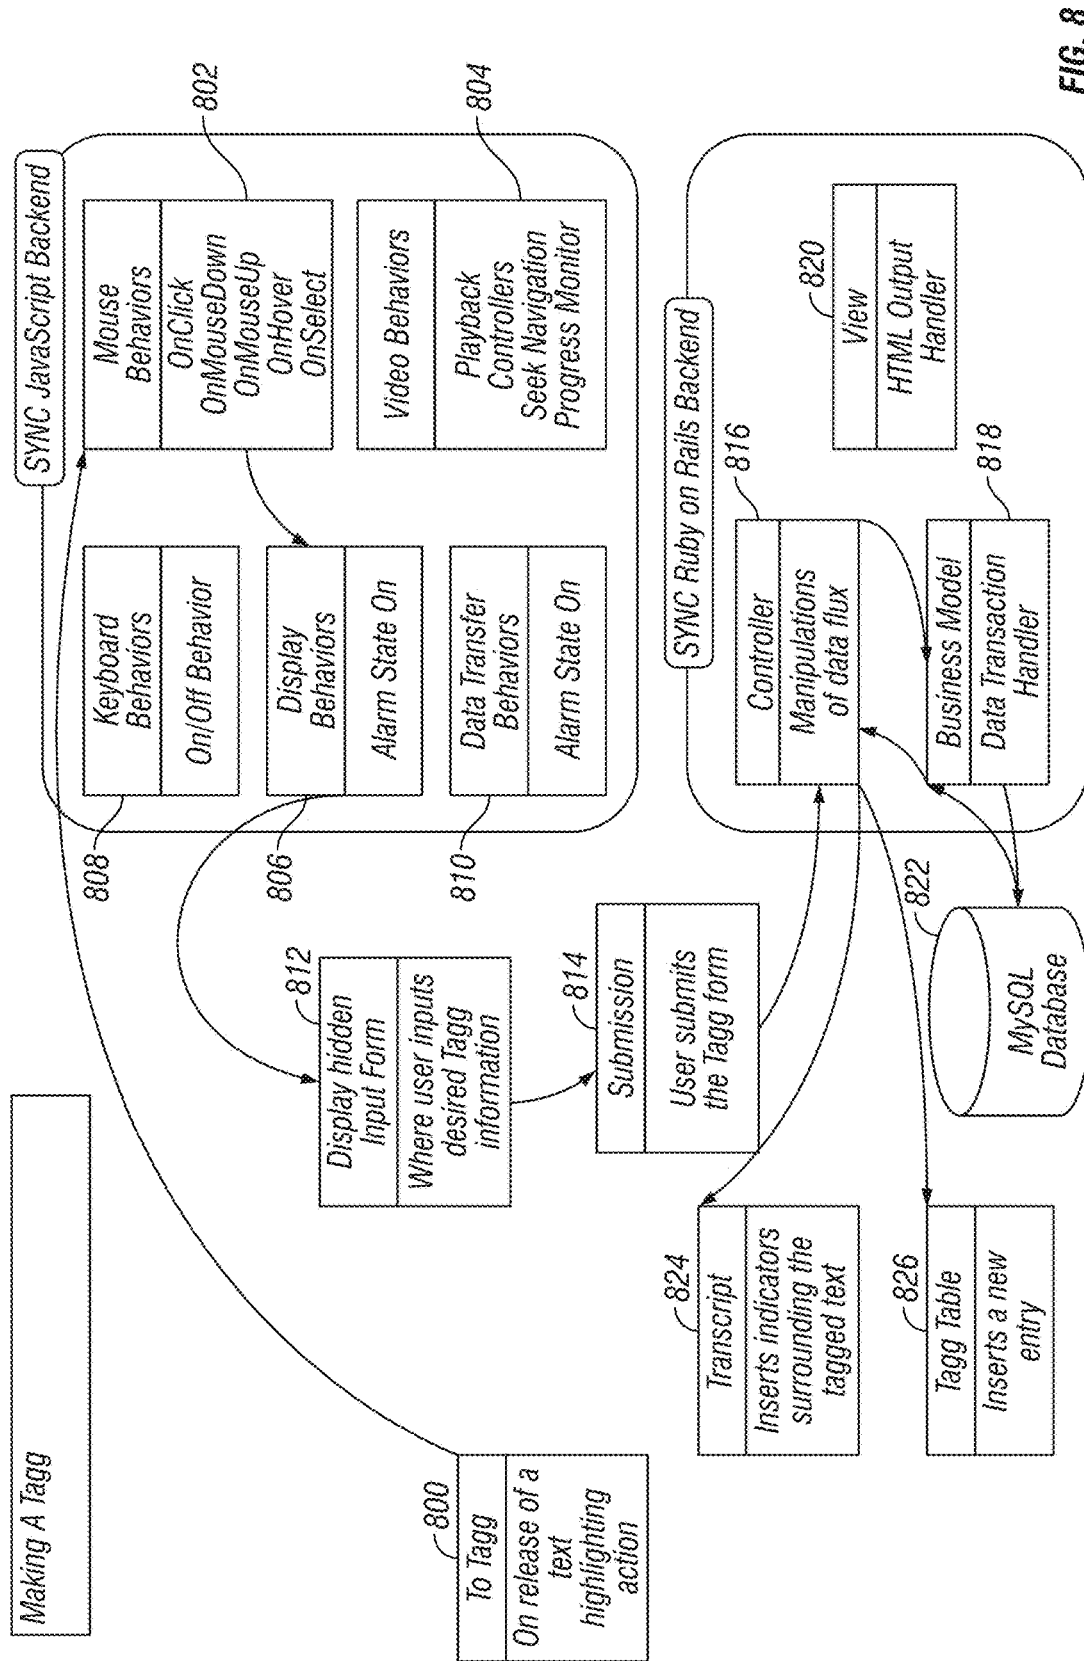 Making A Tagg
SYNC JavaScript Backend
800
To Tagg
On release of a
text
highlighting
action
808
Keyboard
Behaviors
On/Off Behavior
Mouse
Behaviors
OnClick
OnMouseDown
OnMouseUp
OnHover
OnSelect
802
806
Display
Behaviors
Alarm State On
Video Behaviors
Playback
Controllers
Seek Navigation
Progress Monitor
804
810
Data Transfer
Behaviors
Alarm State On
812
Display hidden
Input Form
Where user inputs
desired Tagg
information
814
Submission
User submits
the Tagg form
SYNC Ruby on Rails Backend
824
Transcript
Inserts indicators
surrounding the
tagged text
Controller
Manipulations
of data flux
816
820
View
HTML Output
Handler
826
Tagg Table
Inserts a new
entry
822
MySQL
Database
Business Model
Data Transaction
Handler
818
FIG. 8